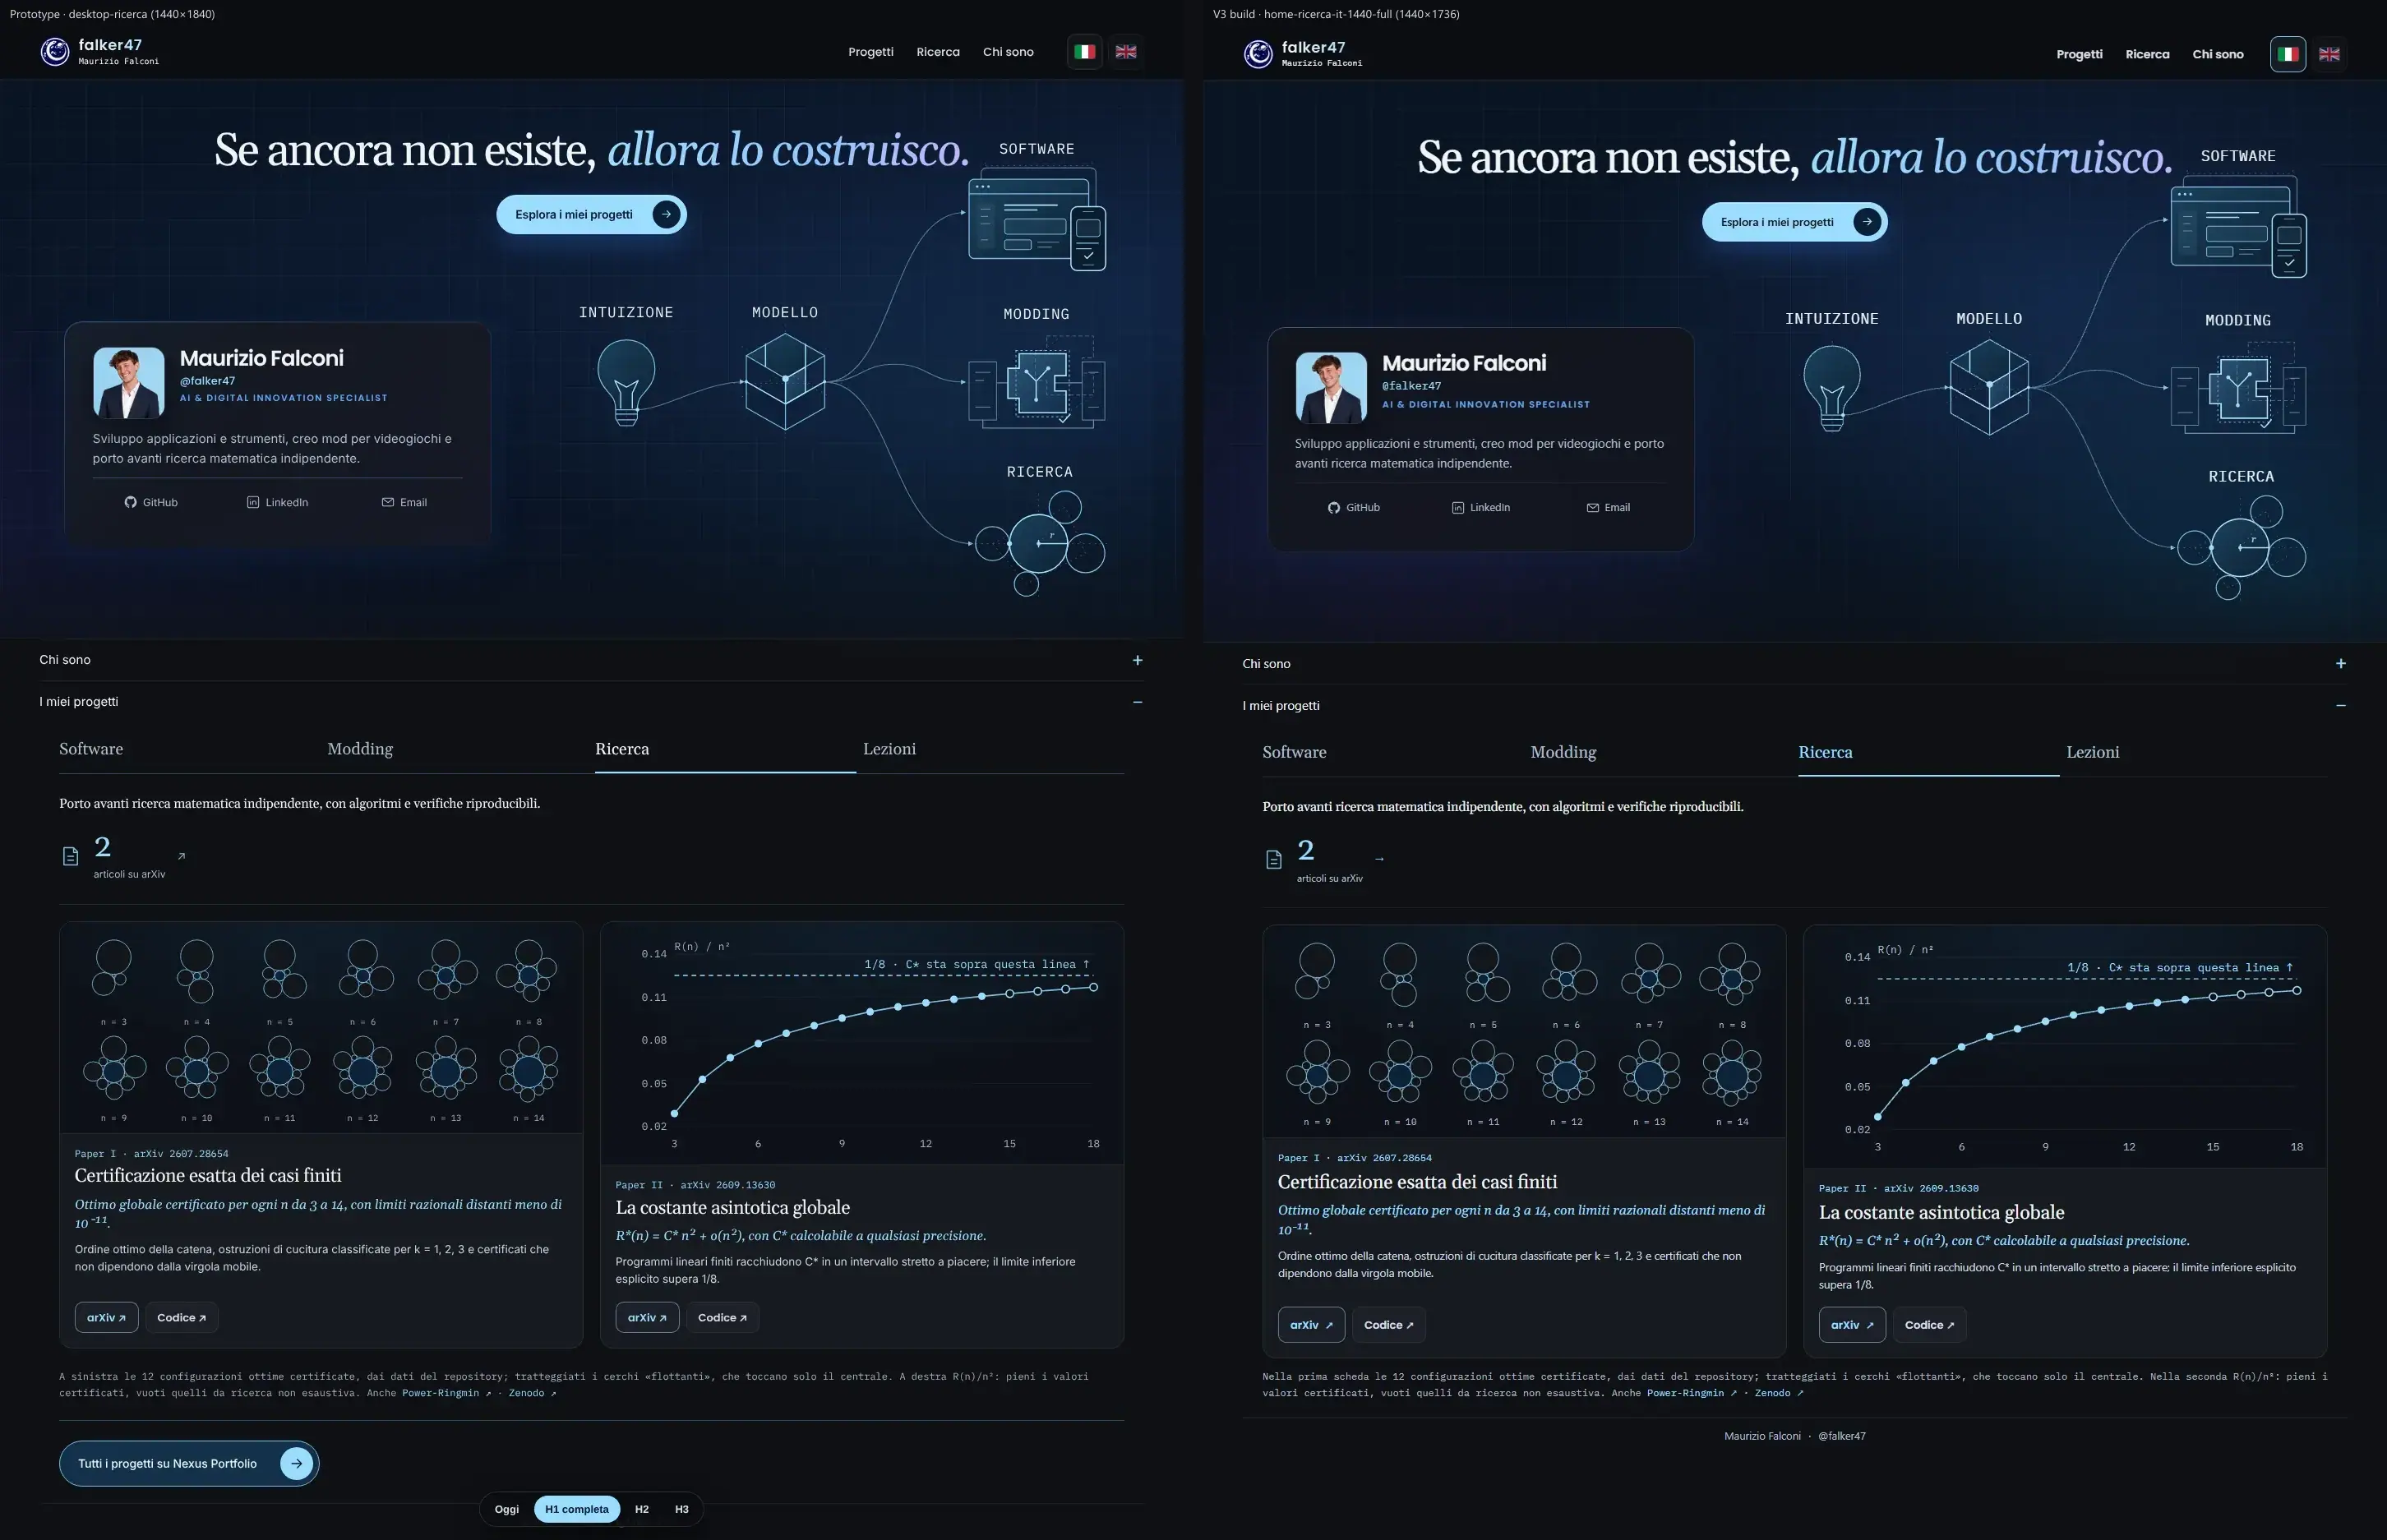 Prototype · desktop-ricerca (1440×1840)
falker47
Maurizio Falconi
Progetti
Ricerca
Chi sono
Se ancora non esiste, allora lo costruisco.
Esplora i miei progetti
SOFTWARE
INTUIZIONE
MODELLO
MODDING
RICERCA
r
Maurizio Falconi
@falker47
AI & DIGITAL INNOVATION SPECIALIST
Sviluppo applicazioni e strumenti, creo mod per videogiochi e
porto avanti ricerca matematica indipendente.
GitHub
LinkedIn
Email
Chi sono
+
I miei progetti
−
Software
Modding
Ricerca
Lezioni
Porto avanti ricerca matematica indipendente, con algoritmi e verifiche riproducibili.
2
articoli su arXiv
↗
n = 3
n = 4
n = 5
n = 6
n = 7
n = 8
n = 9
n = 10
n = 11
n = 12
n = 13
n = 14
Paper I · arXiv 2607.28654
Certificazione esatta dei casi finiti
Ottimo globale certificato per ogni n da 3 a 14, con limiti razionali distanti meno di
10⁻¹¹.
Ordine ottimo della catena, ostruzioni di cucitura classificate per k = 1, 2, 3 e certificati che
non dipendono dalla virgola mobile.
arXiv ↗
Codice ↗
R(n) / n²
1/8 · C* sta sopra questa linea ↑
0.14
0.11
0.08
0.05
0.02
3
6
9
12
15
18
Paper II · arXiv 2609.13630
La costante asintotica globale
R*(n) = C* n² + o(n²), con C* calcolabile a qualsiasi precisione.
Programmi lineari finiti racchiudono C* in un intervallo stretto a piacere; il limite inferiore
esplicito supera 1/8.
arXiv ↗
Codice ↗
A sinistra le 12 configurazioni ottime certificate, dai dati del repository; tratteggiati i cerchi «flottanti», che toccano solo il centrale. A destra R(n)/n²: pieni i valori
certificati, vuoti quelli da ricerca non esaustiva. Anche Power-Ringmin ↗ · Zenodo ↗
Tutti i progetti su Nexus Portfolio
Oggi
H1 completa
H2
H3
V3 build · home-ricerca-it-1440-full (1440×1736)
falker47
Maurizio Falconi
Progetti
Ricerca
Chi sono
Se ancora non esiste, allora lo costruisco.
Esplora i miei progetti
SOFTWARE
INTUIZIONE
MODELLO
MODDING
RICERCA
r
Maurizio Falconi
@falker47
AI & DIGITAL INNOVATION SPECIALIST
Sviluppo applicazioni e strumenti, creo mod per videogiochi e porto
avanti ricerca matematica indipendente.
GitHub
LinkedIn
Email
Chi sono
+
I miei progetti
−
Software
Modding
Ricerca
Lezioni
Porto avanti ricerca matematica indipendente, con algoritmi e verifiche riproducibili.
2
articoli su arXiv
→
n = 3
n = 4
n = 5
n = 6
n = 7
n = 8
n = 9
n = 10
n = 11
n = 12
n = 13
n = 14
Paper I · arXiv 2607.28654
Certificazione esatta dei casi finiti
Ottimo globale certificato per ogni n da 3 a 14, con limiti razionali distanti meno di
10⁻¹¹.
Ordine ottimo della catena, ostruzioni di cucitura classificate per k = 1, 2, 3 e certificati che non
dipendono dalla virgola mobile.
arXiv ↗
Codice ↗
R(n) / n²
1/8 · C* sta sopra questa linea ↑
0.14
0.11
0.08
0.05
0.02
3
6
9
12
15
18
Paper II · arXiv 2609.13630
La costante asintotica globale
R*(n) = C* n² + o(n²), con C* calcolabile a qualsiasi precisione.
Programmi lineari finiti racchiudono C* in un intervallo stretto a piacere; il limite inferiore esplicito
supera 1/8.
arXiv ↗
Codice ↗
Nella prima scheda le 12 configurazioni ottime certificate, dai dati del repository; tratteggiati i cerchi «flottanti», che toccano solo il centrale. Nella seconda R(n)/n²: pieni i
valori certificati, vuoti quelli da ricerca non esaustiva. Anche Power-Ringmin ↗ · Zenodo ↗
Maurizio Falconi · @falker47